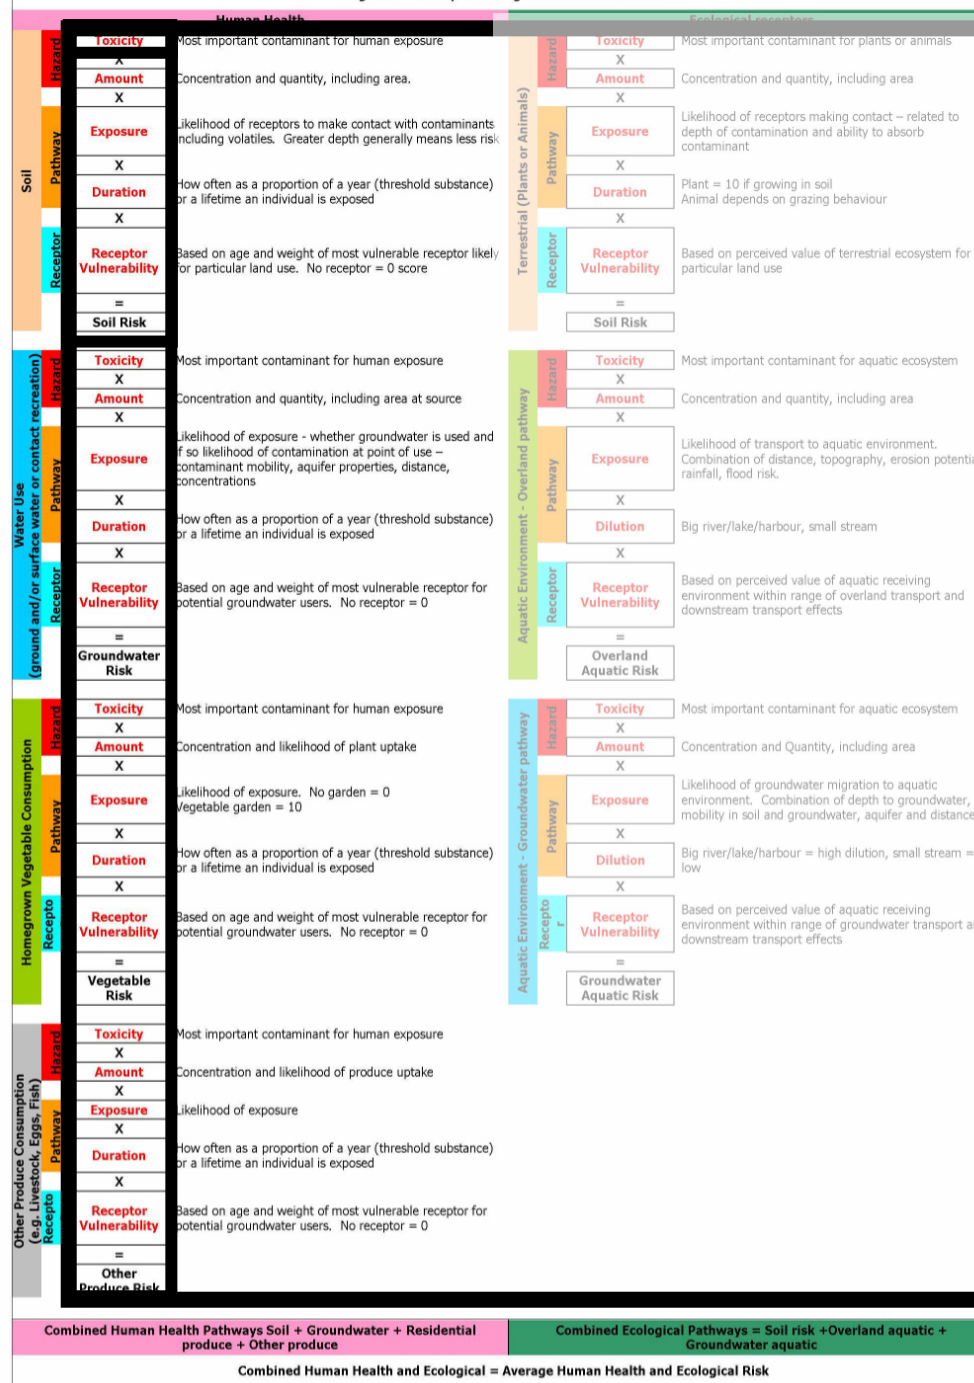 Human Health
Soil
Hazard
Toxicity
Most important contaminant for human exposure
X
Amount
Concentration and quantity, including area.
X
Pathway
Exposure
Likelihood of receptors to make contact with contaminants
including volatiles. Greater depth generally means less risk
X
Duration
How often as a proportion of a year (threshold substance)
or a lifetime an individual is exposed
X
Receptor
Receptor
Vulnerability
Based on age and weight of most vulnerable receptor likely
for particular land use. No receptor = 0 score
=
Soil Risk
Water Use
(ground and/or surface water or contact recreation)
Hazard
Toxicity
Most important contaminant for human exposure
X
Amount
Concentration and quantity, including area at source
X
Pathway
Exposure
Likelihood of exposure - whether groundwater is used and
if so likelihood of contamination at point of use –
contaminant mobility, aquifer properties, distance,
concentrations
X
Duration
How often as a proportion of a year (threshold substance)
or a lifetime an individual is exposed
X
Receptor
Receptor
Vulnerability
Based on age and weight of most vulnerable receptor for
potential groundwater users. No receptor = 0
=
Groundwater
Risk
Homegrown Vegetable Consumption
Hazard
Toxicity
Most important contaminant for human exposure
X
Amount
Concentration and likelihood of plant uptake
X
Pathway
Exposure
Likelihood of exposure. No garden = 0
Vegetable garden = 10
X
Duration
How often as a proportion of a year (threshold substance)
or a lifetime an individual is exposed
X
Recepto
Receptor
Vulnerability
Based on age and weight of most vulnerable receptor for
potential groundwater users. No receptor = 0
=
Vegetable
Risk
Other Produce Consumption
(e.g. Livestock, Eggs, Fish)
Hazard
Toxicity
Most important contaminant for human exposure
X
Amount
Concentration and likelihood of produce uptake
X
Pathway
Exposure
Likelihood of exposure
X
Duration
How often as a proportion of a year (threshold substance)
or a lifetime an individual is exposed
X
Recepto
Receptor
Vulnerability
Based on age and weight of most vulnerable receptor for
potential groundwater users. No receptor = 0
=
Other
Produce Risk
Ecological receptors
Terrestrial (Plants or Animals)
Hazard
Toxicity
Most important contaminant for plants or animals
X
Amount
Concentration and quantity, including area
X
Pathway
Exposure
Likelihood of receptors making contact – related to
depth of contamination and ability to absorb
contaminant
X
Duration
Plant = 10 if growing in soil
Animal depends on grazing behaviour
X
Receptor
Receptor
Vulnerability
Based on perceived value of terrestrial ecosystem for
particular land use
=
Soil Risk
Aquatic Environment - Overland pathway
Hazard
Toxicity
Most important contaminant for aquatic ecosystem
X
Amount
Concentration and quantity, including area
X
Pathway
Exposure
Likelihood of transport to aquatic environment.
Combination of distance, topography, erosion potentia
rainfall, flood risk.
X
Dilution
Big river/lake/harbour, small stream
X
Receptor
Receptor
Vulnerability
Based on perceived value of aquatic receiving
environment within range of overland transport and
downstream transport effects
=
Overland
Aquatic Risk
Aquatic Environment - Groundwater pathway
Hazard
Toxicity
Most important contaminant for aquatic ecosystem
X
Amount
Concentration and Quantity, including area
X
Pathway
Exposure
Likelihood of groundwater migration to aquatic
environment. Combination of depth to groundwater,
mobility in soil and groundwater, aquifer and distance
X
Dilution
Big river/lake/harbour = high dilution, small stream =
low
X
Recepto
r
Receptor
Vulnerability
Based on perceived value of aquatic receiving
environment within range of groundwater transport a
downstream transport effects
=
Groundwater
Aquatic Risk
Combined Human Health Pathways Soil + Groundwater + Residential
produce + Other produce
Combined Ecological Pathways = Soil risk +Overland aquatic +
Groundwater aquatic
Combined Human Health and Ecological = Average Human Health and Ecological Risk